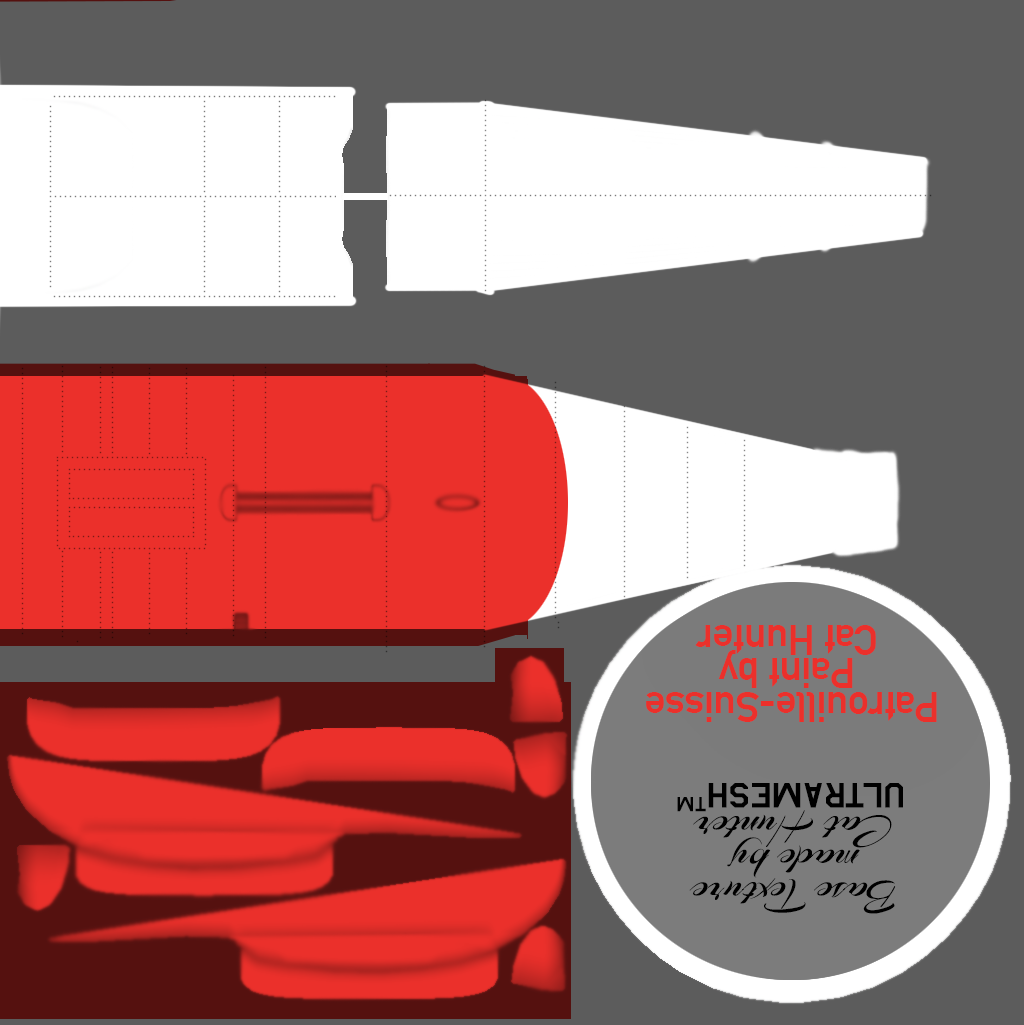 Base Texture
made by
Cat Hunter
ULTRAMESH™
Patrouille-Suisse
Paint by
Cat Hunter